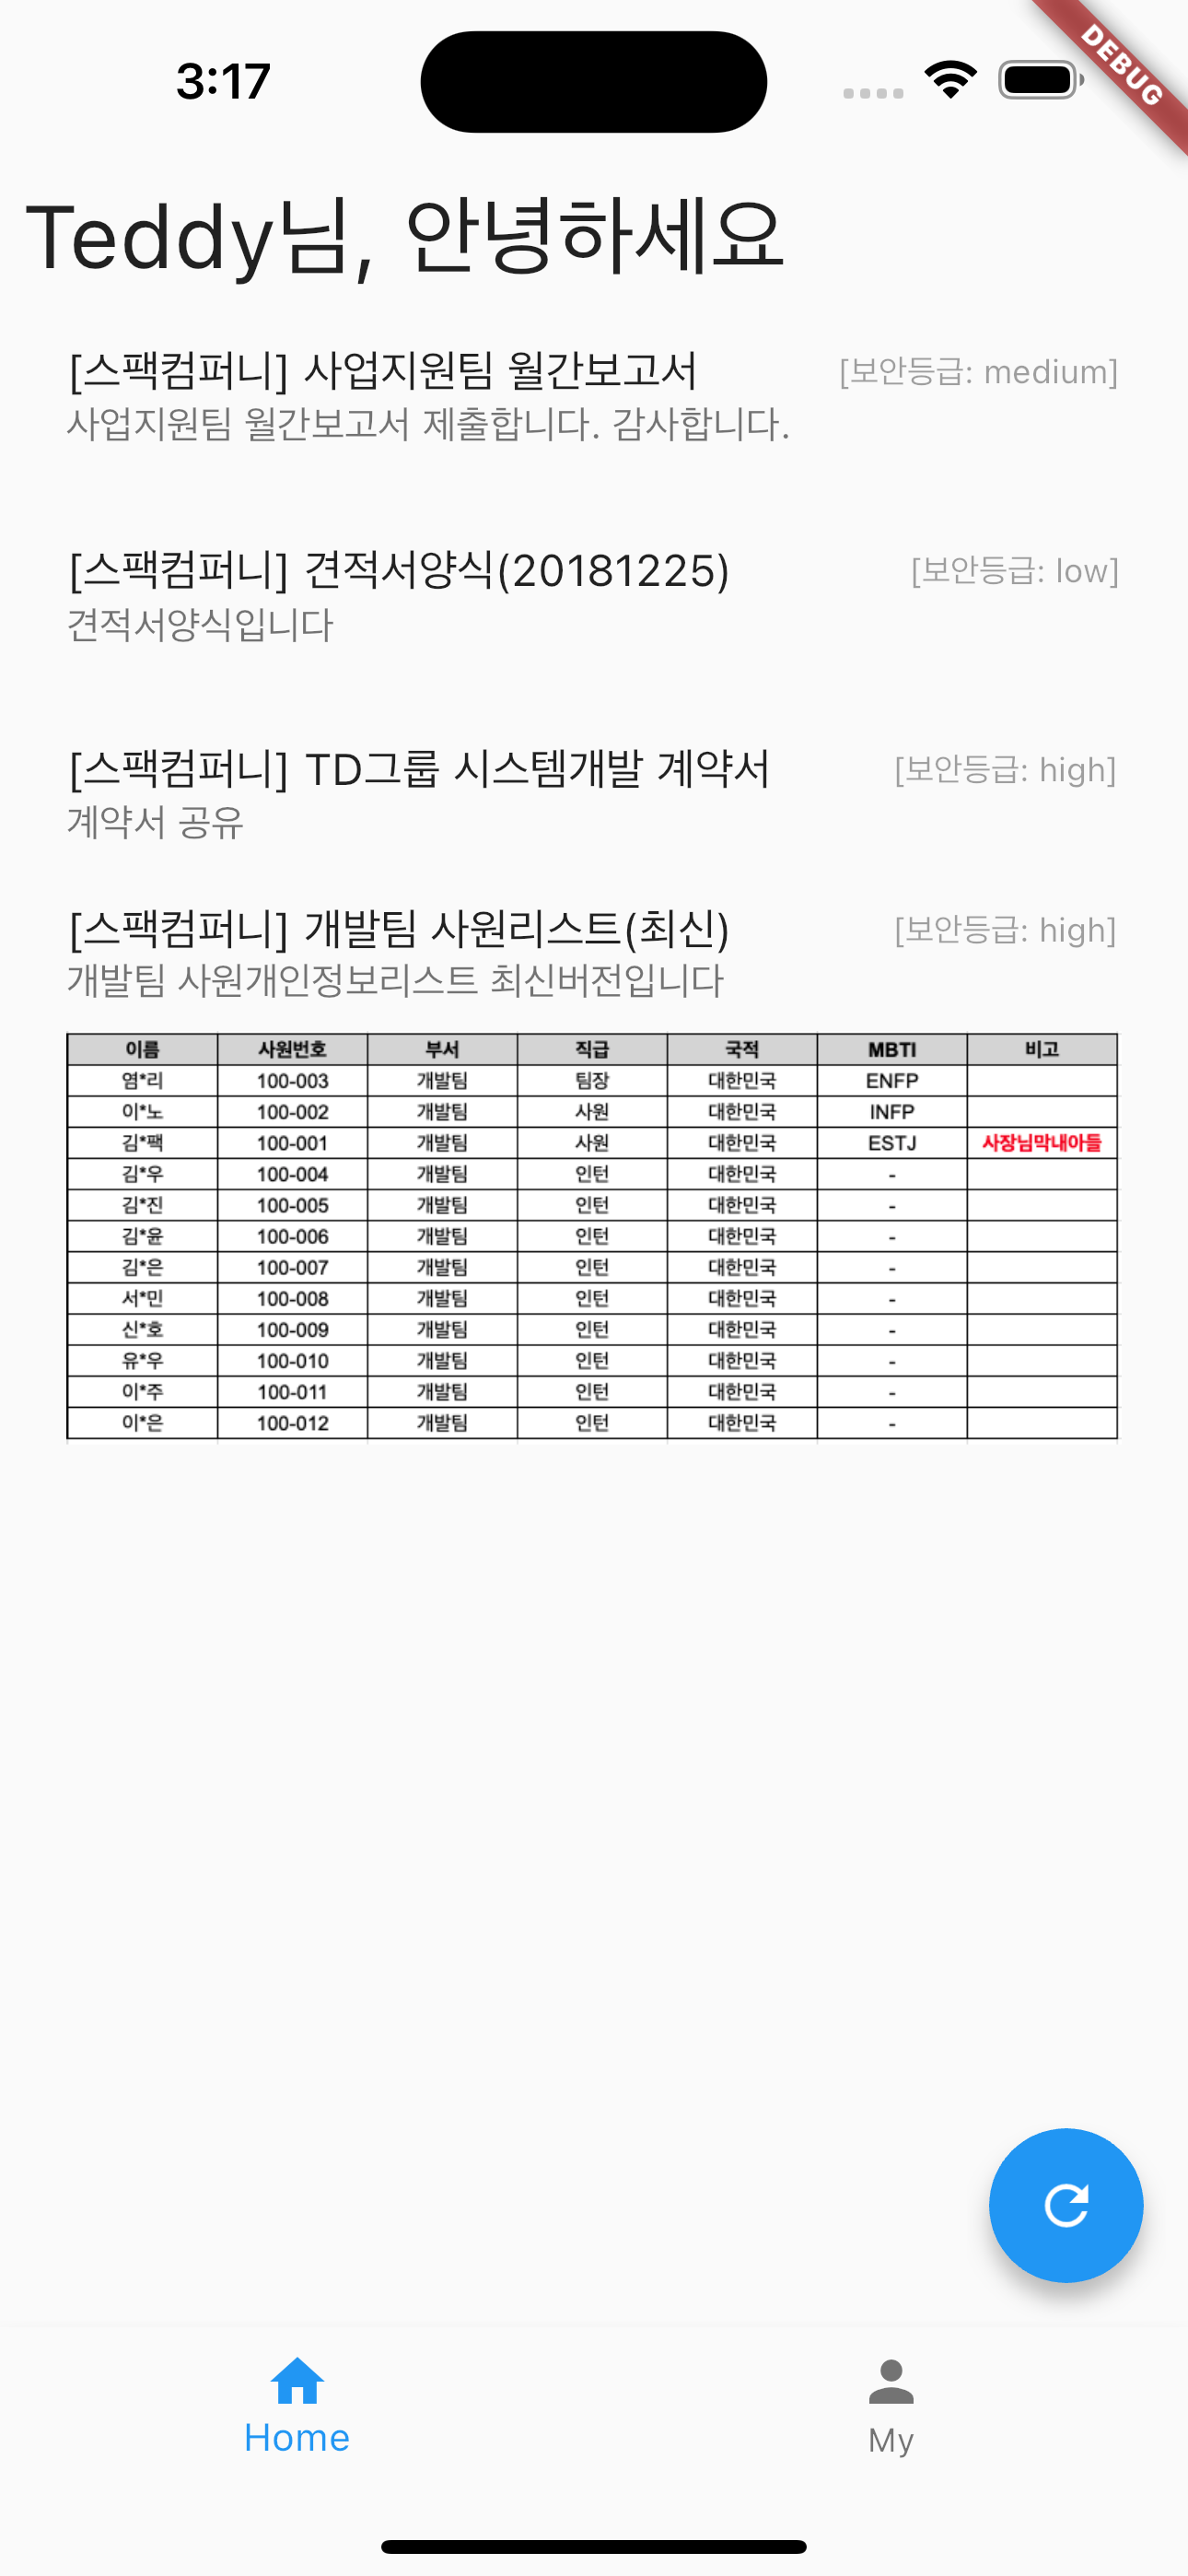 3:17
DEBUG
Teddy님, 안녕하세요
[스팩컴퍼니] 사업지원팀 월간보고서 [보안등급: medium]
사업지원팀 월간보고서 제출합니다. 감사합니다.
[스팩컴퍼니] 견적서양식(20181225) [보안등급: low]
견적서양식입니다
[스팩컴퍼니] TD그룹 시스템개발 계약서 [보안등급: high]
계약서 공유
[스팩컴퍼니] 개발팀 사원리스트(최신) [보안등급: high]
개발팀 사원개인정보리스트 최신버전입니다
이름 사원번호 부서 직급 국적 MBTI 비고
염*리 100-003 개발팀 팀장 대한민국 ENFP
이*노 100-002 개발팀 사원 대한민국 INFP
김*팩 100-001 개발팀 사원 대한민국 ESTJ 사장님막내아들
김*우 100-004 개발팀 인턴 대한민국 -
김*진 100-005 개발팀 인턴 대한민국 -
김*윤 100-006 개발팀 인턴 대한민국 -
김*은 100-007 개발팀 인턴 대한민국 -
서*민 100-008 개발팀 인턴 대한민국 -
신*호 100-009 개발팀 인턴 대한민국 -
유*우 100-010 개발팀 인턴 대한민국 -
이*주 100-011 개발팀 인턴 대한민국 -
이*은 100-012 개발팀 인턴 대한민국 -
Home My